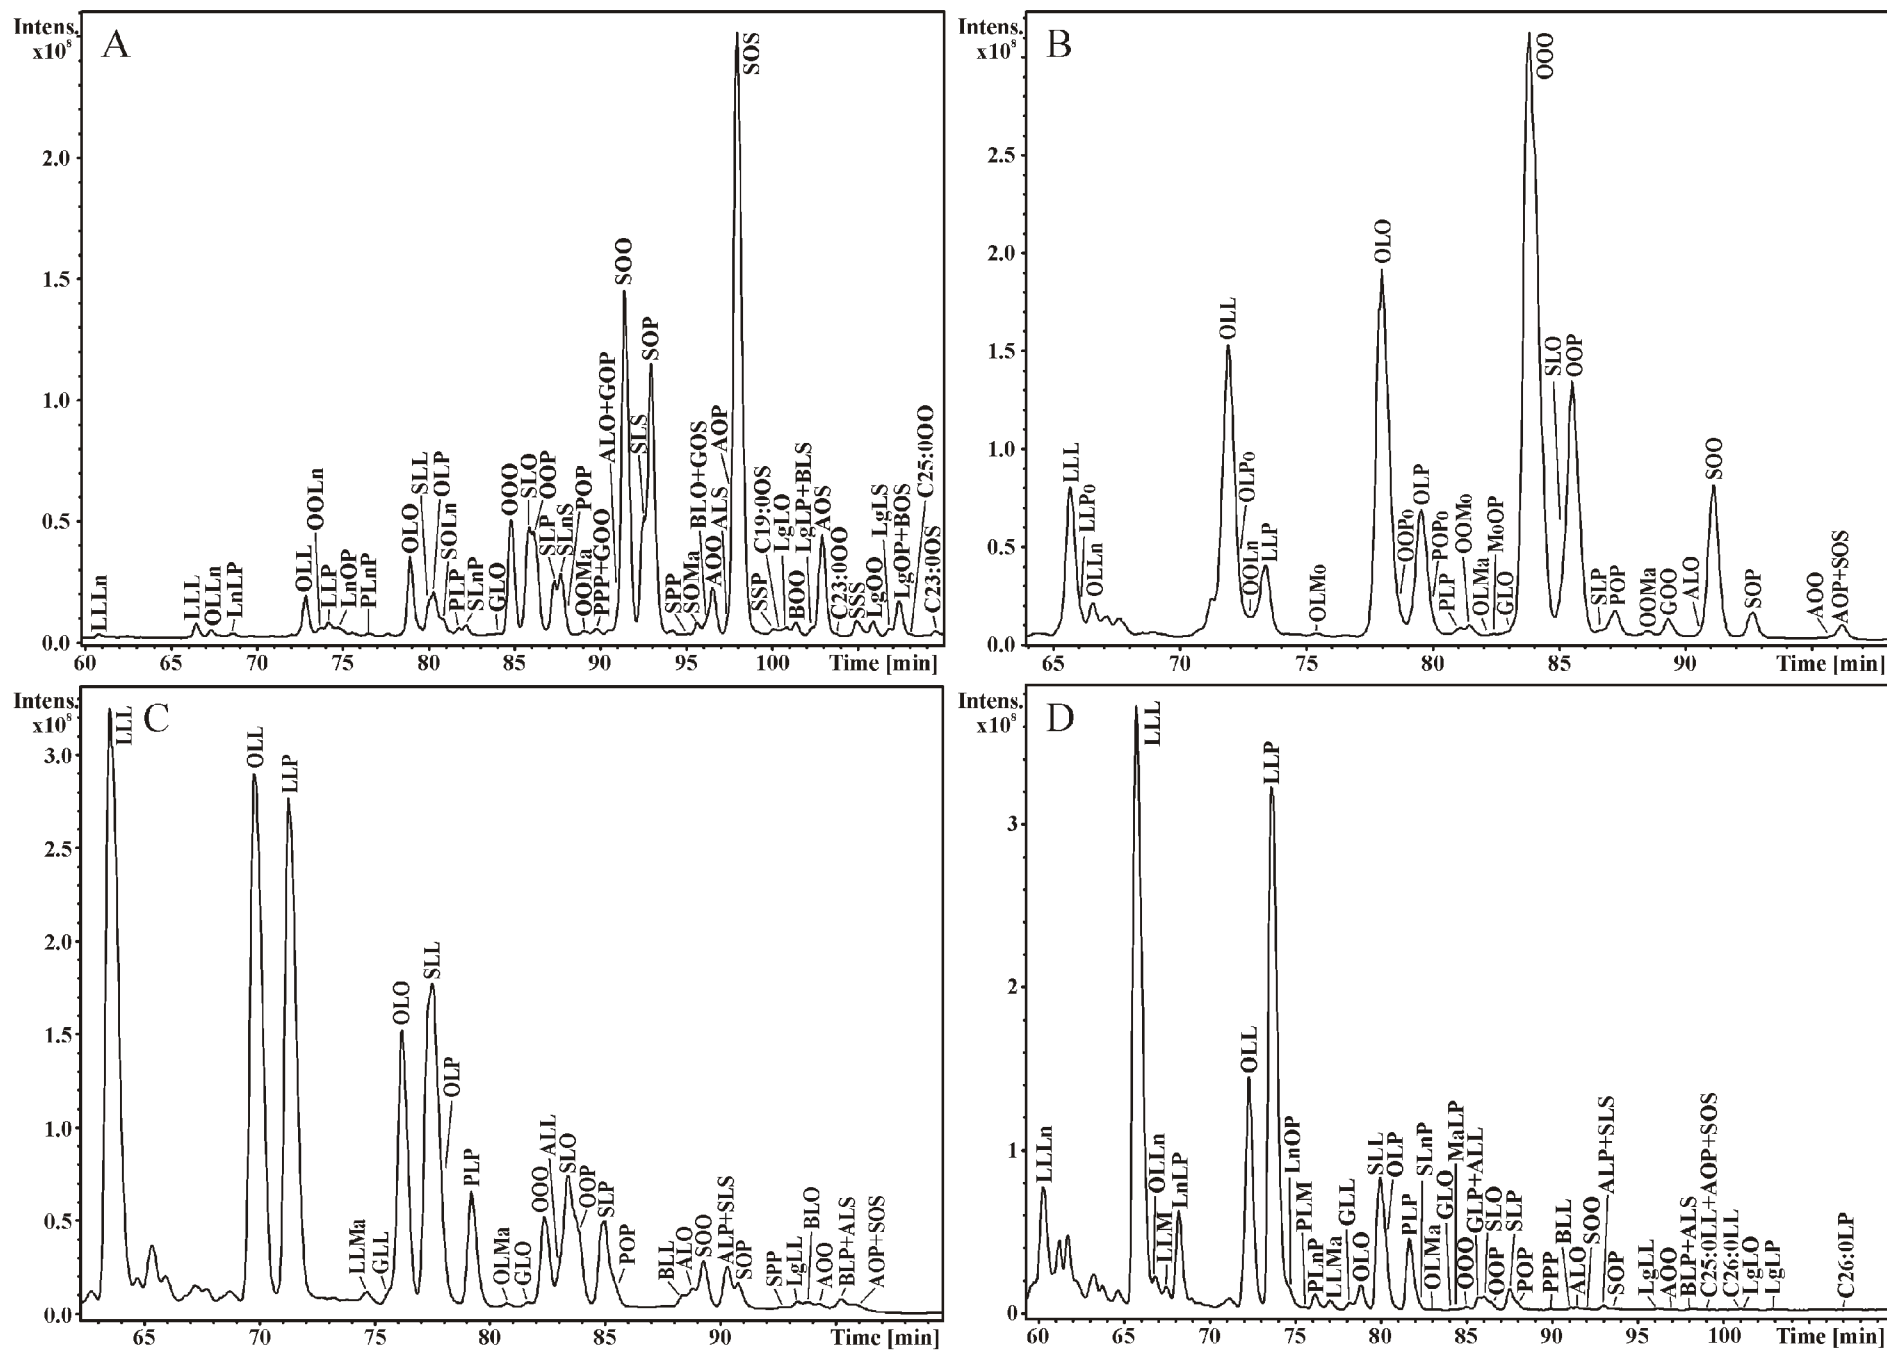 Intens.
x10⁸
A
2.0
1.5
1.0
0.5
0.0
LLLn
LLL
OLLn
LnLP
OLL
OOLn
LLP
LnOP
PLnP
OLO
SLL
OLP
SOLn
PLP
SLnP
GLO
OOO
SLO
OOP
SLP
SLnS
POP
OOMa
PPP+GOO
ALO+GOP
SOO
SLS
SOP
SPP
SOMa
BLO+GOS
AOO
ALS
AOP
SOS
SSP
C19:0OS
LgLO
BOO
LgLP+BLS
AOS
C23:0OO
SSS
LgOO
LgLS
LgOP+BOS
C25:0OO
C23:0OS
60 65 70 75 80 85 90 95 100 Time [min]
Intens.
x10⁸
B
2.5
2.0
1.5
1.0
0.5
0.0
LLL
LLPo
OLLn
OLL
OLPo
OOLn
LLP
OLMo
OLO
OOPo
OLP
POPo
PLP
OOMo
OLMa
MoOP
GLO
OOO
SLO
OOP
SLP
POP
OOMa
GOO
ALO
SOO
SOP
AOO
AOP+SOS
65 70 75 80 85 90 Time [min]
Intens.
x10⁸
C
3.0
2.5
2.0
1.5
1.0
0.5
0.0
LLL
OLL
LLP
LLMa
GLL
OLO
SLL
OLP
PLP
OLMa
GLO
OOO
ALL
SLO
OOP
SLP
POP
BLL
ALO
SOO
ALP+SLS
SOP
SPP
LgLL
BLO
AOO
BLP+ALS
AOP+SOS
65 70 75 80 85 90 Time [min]
Intens.
x10⁸
D
3
2
1
0
LLLn
LLL
OLLn
LLM
LnLP
OLL
LLP
LnOP
PLM
PLnP
LLMa
GLL
OLO
SLL
OLP
PLP
SLnP
OLMa
GLO
MaLP
OOO
GLP+ALL
SLO
OOP
SLP
POP
PPP
BLL
ALO
SOO
ALP+SLS
SOP
LgLL
AOO
BLP+ALS
C25:0LL+AOP+SOS
C26:0LL
LgLO
LgLP
C26:0LP
60 65 70 75 80 85 90 95 100 Time [min]